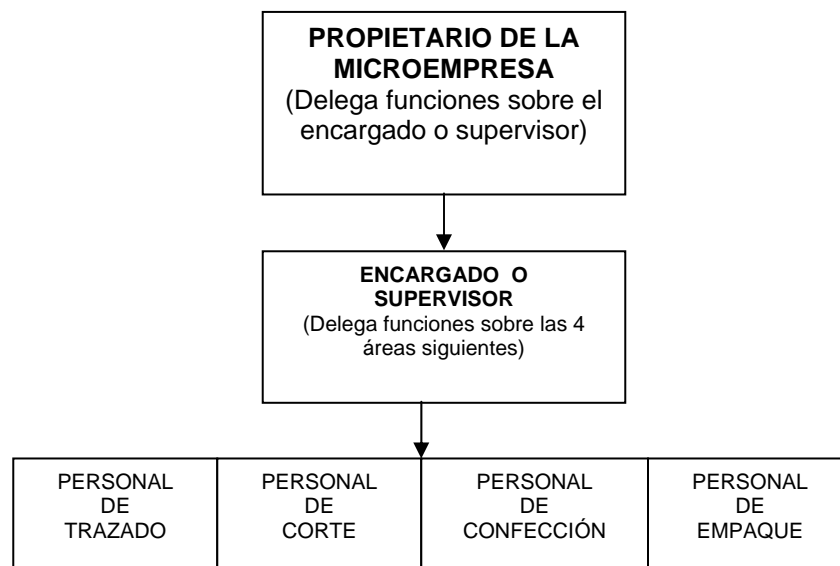 PROPIETARIO DE LA
MICROEMPRESA
(Delega funciones sobre el
encargado o supervisor)
ENCARGADO O
SUPERVISOR
(Delega funciones sobre las 4
áreas siguientes)
PERSONAL
DE
TRAZADO
PERSONAL
DE
CORTE
PERSONAL
DE
CONFECCIÓN
PERSONAL
DE
EMPAQUE